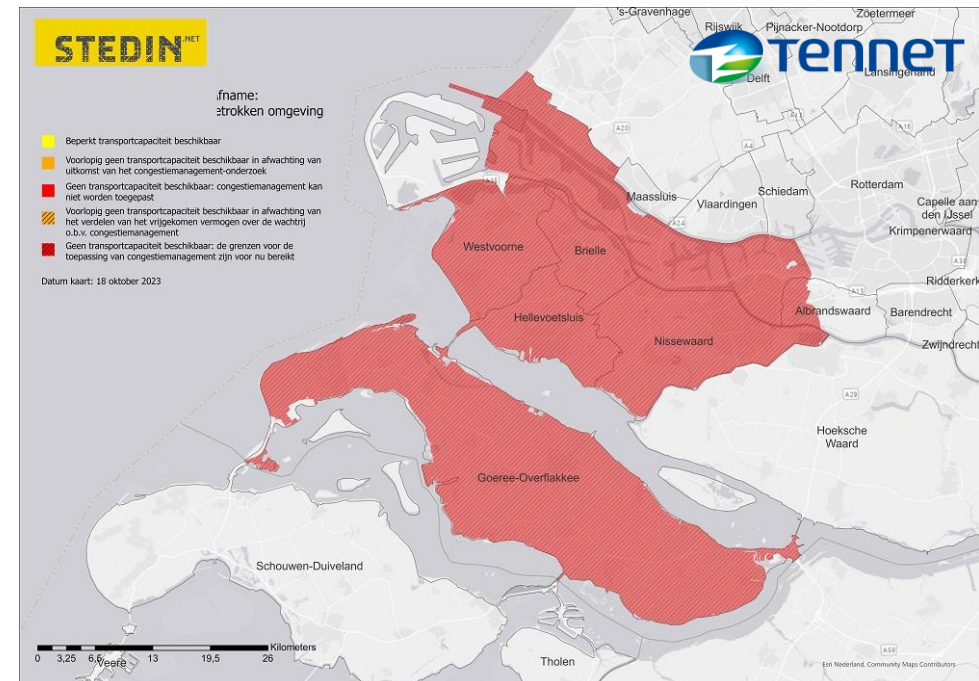 STEDIN.NET
TenneT
fname:
etrokken omgeving
Beperkt transportcapaciteit beschikbaar
Voorlopig geen transportcapaciteit beschikbaar in afwachting van
uitkomst van het congestiemanagement-onderzoek
Geen transportcapaciteit beschikbaar: congestiemanagement kan
niet worden toegepast
Voorlopig geen transportcapaciteit beschikbaar in afwachting van
het verdelen van het vrijgekomen vermogen over de wachtrij
o.b.v. congestiemanagement
Geen transportcapaciteit beschikbaar: de grenzen voor de
toepassing van congestiemanagement zijn voor nu bereikt
Datum kaart: 18 oktober 2023
's-Gravenhage
Zoetermeer
Rijswijk
Pijnacker-Nootdorp
Delft
Lansingerland
A13
A20
A16
A4
Maassluis
Schiedam
Rotterdam
Vlaardingen
Capelle aan
den IJssel
A15
A24
Krimpenerwaard
Westvoorne
Brielle
A38
Ridderkerk
A15
Hellevoetsluis
Albrandswaard
Barendrecht
Nissewaard
Zwijndrecht
A29
Hoeksche
Waard
Goeree-Overflakkee
Schouwen-Duiveland
Kilometers
0 3,25 6,5 13 19,5 26
Veere
Tholen
A59
Esri Nederland, Community Maps Contributors